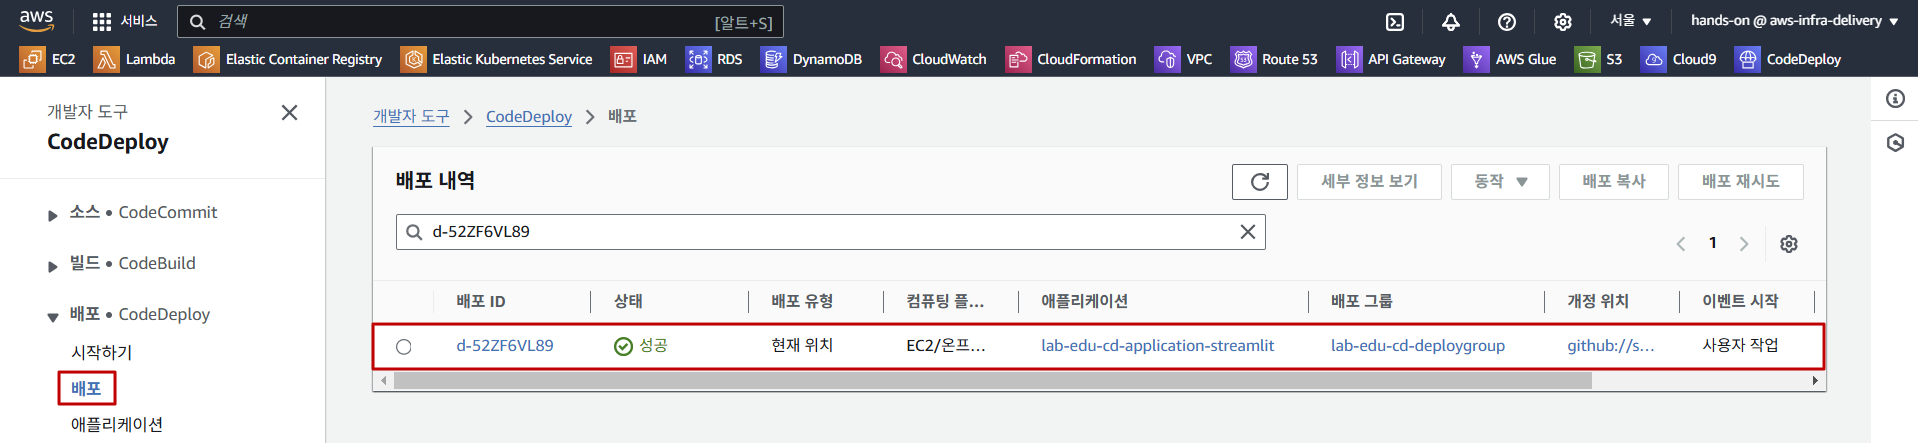 aws 서비스 검색 [알트+S] 서울 ▼ hands-on @ aws-infra-delivery ▼
EC2 Lambda Elastic Container Registry Elastic Kubernetes Service IAM RDS DynamoDB CloudWatch CloudFormation VPC Route 53 API Gateway AWS Glue S3 Cloud9 CodeDeploy
개발자 도구
CodeDeploy
소스 • CodeCommit
빌드 • CodeBuild
배포 • CodeDeploy
시작하기
배포
애플리케이션
개발자 도구 > CodeDeploy > 배포
배포 내역
세부 정보 보기 동작 ▼ 배포 복사 배포 재시도
d-52ZF6VL89
< 1 >
배포 ID 상태 배포 유형 컴퓨팅 플... 애플리케이션 배포 그룹 개정 위치 이벤트 시작
d-52ZF6VL89 성공 현재 위치 EC2/온프... lab-edu-cd-application-streamlit lab-edu-cd-deploygroup github://s... 사용자 작업